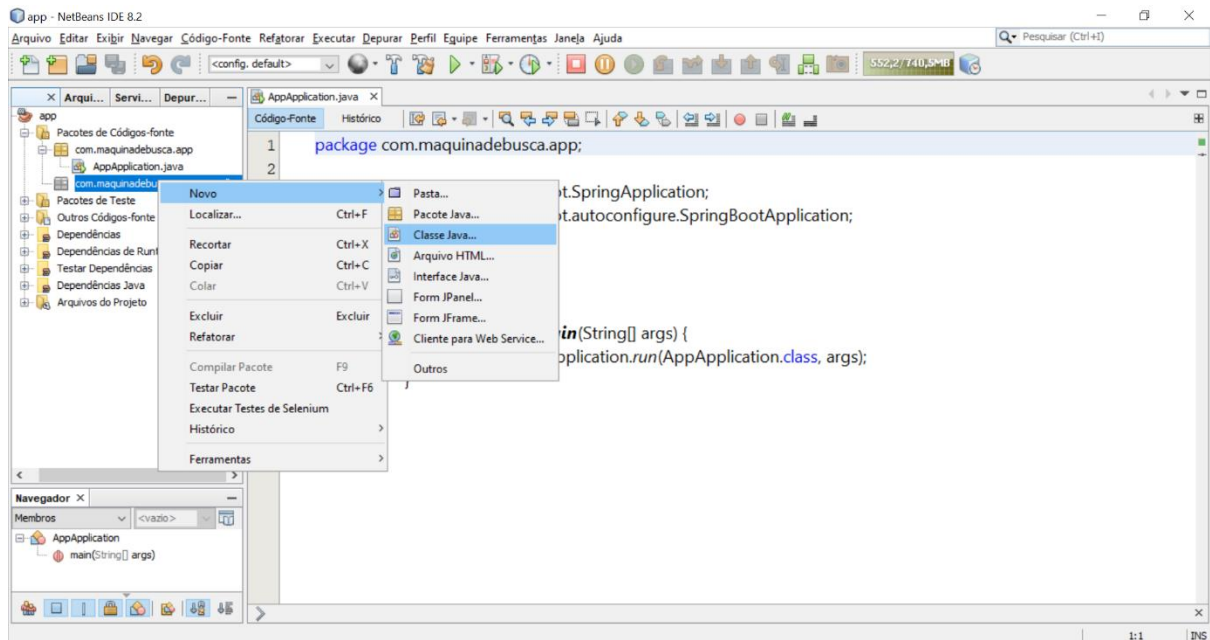 app - NetBeans IDE 8.2
Arquivo Editar Exibir Navegar Código-Fonte Refatorar Executar Depurar Perfil Equipe Ferramentas Janela Ajuda
Pesquisar (Ctrl+I)
<config. default>
552,2/740,5MB
Arqui... Servi... Depur...
app
Pacotes de Códigos-fonte
com.maquinadebusca.app
AppApplication.java
com.maquinadebu
Pacotes de Teste
Outros Códigos-fonte
Dependências
Dependências de Runt
Testar Dependências
Dependências Java
Arquivos do Projeto
AppApplication.java
Código-Fonte Histórico
1 package com.maquinadebusca.app;
2
t.SpringApplication;
t.autoconfigure.SpringBootApplication;
in(String[] args) {
pplication.run(AppApplication.class, args);
}
Novo
Localizar... Ctrl+F
Recortar Ctrl+X
Copiar Ctrl+C
Colar Ctrl+V
Excluir Excluir
Refatorar
Compilar Pacote F9
Testar Pacote Ctrl+F6
Executar Testes de Selenium
Histórico
Ferramentas
Pasta...
Pacote Java...
Classe Java...
Arquivo HTML...
Interface Java...
Form JPanel...
Form JFrame...
Cliente para Web Service...
Outros
Navegador
Membros <vazio>
AppApplication
main(String[] args)
1:1 INS